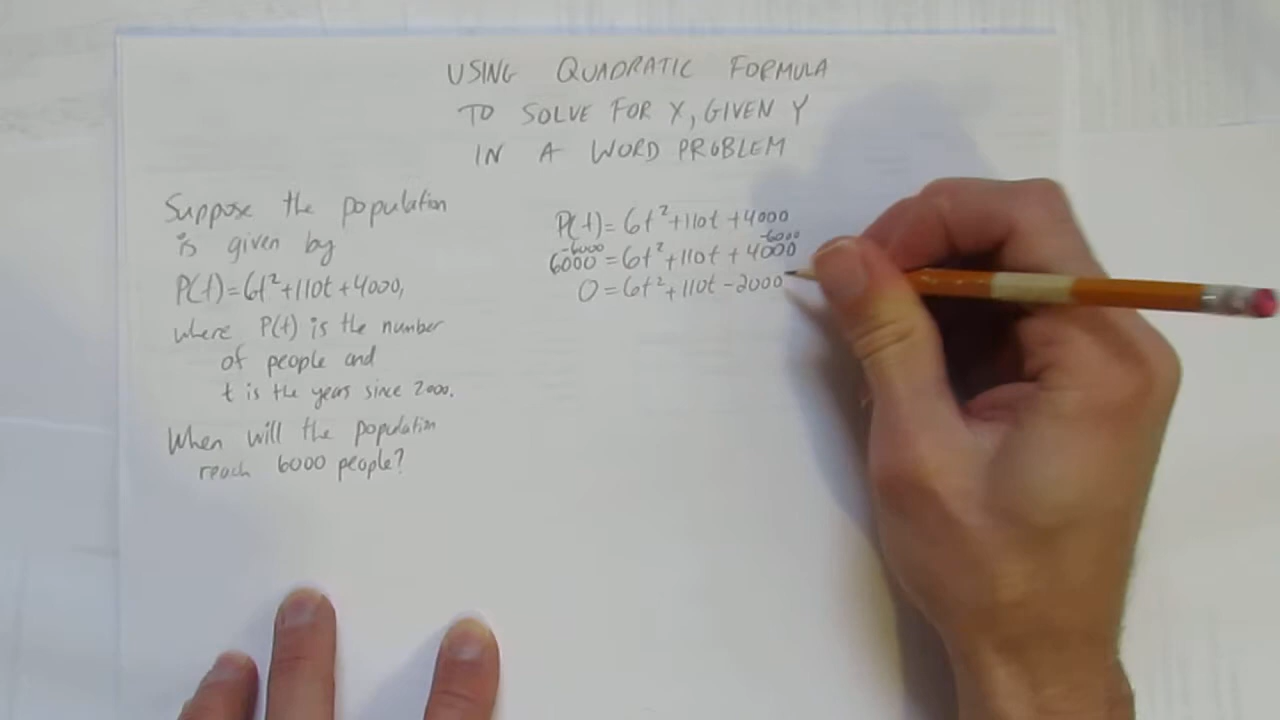 USING QUADRATIC FORMULA
TO SOLVE FOR X, GIVEN Y
IN A WORD PROBLEM
Suppose the population
is given by
P(t)=6t²+110t+4000,
where P(t) is the number
of people and
t is the years since 2000.
When will the population
reach 6000 people?
P(t)=6t²+110t+4000
-6000 -6000
6000=6t²+110t+4000
0=6t²+110t-2000